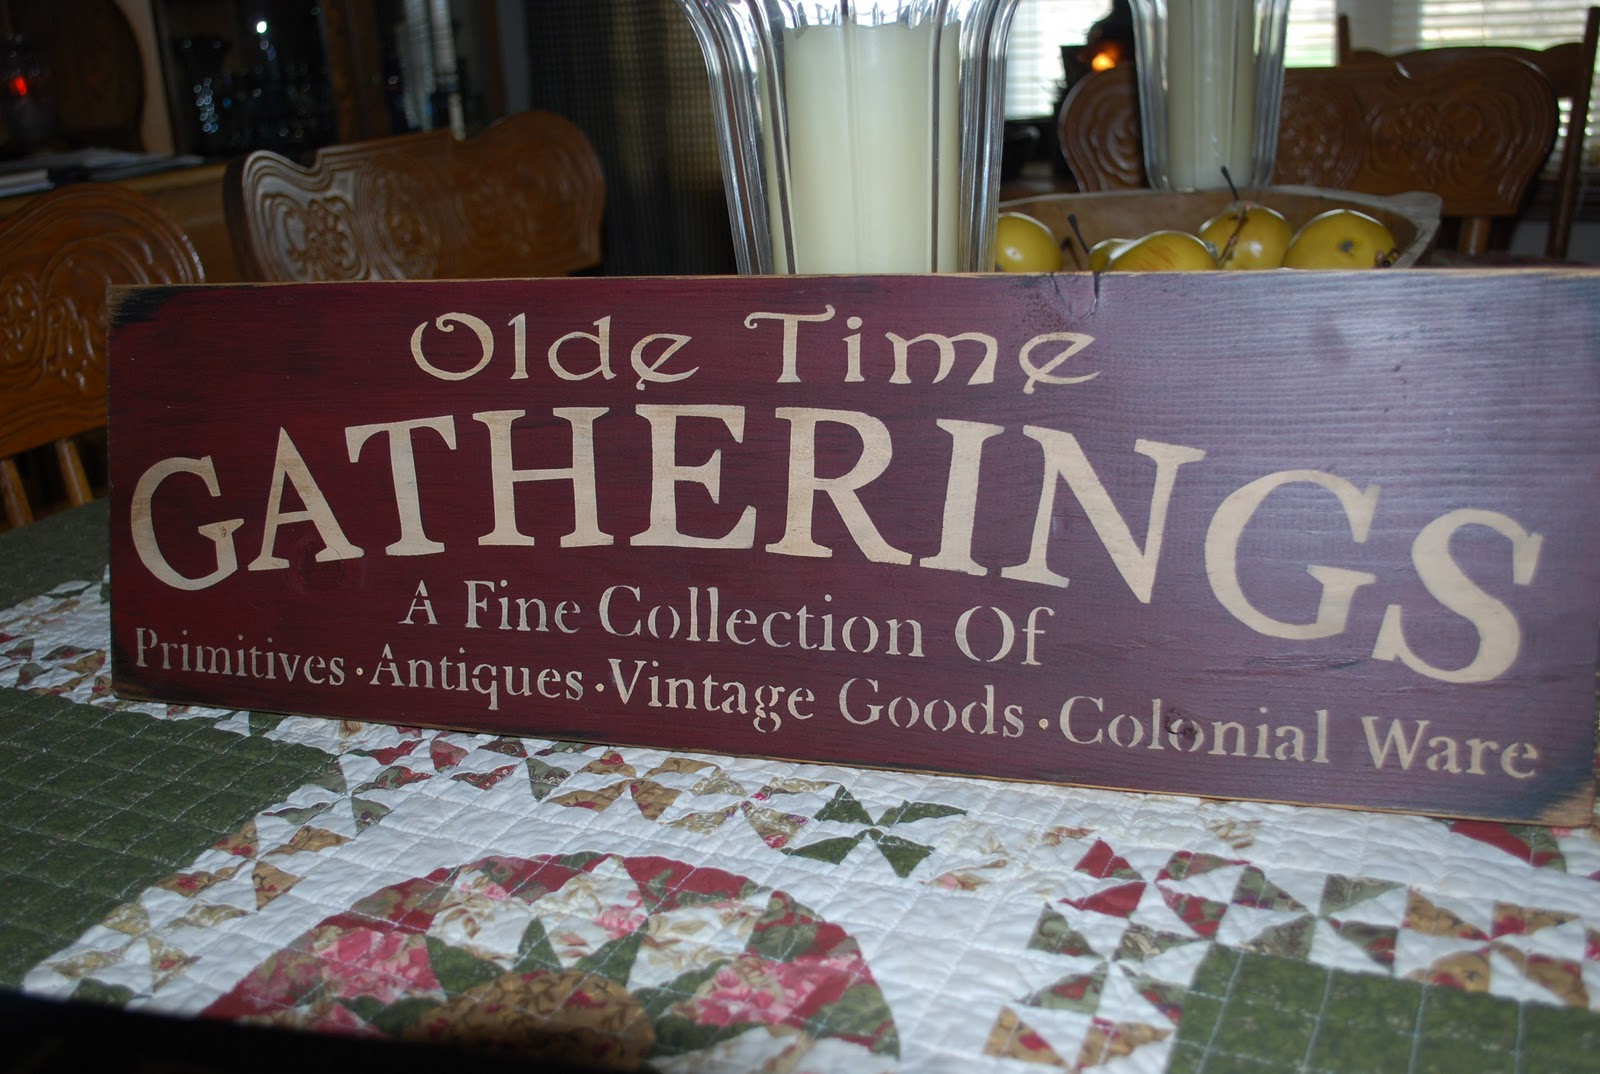 Olde Time
GATHERINGS
A Fine Collection Of
Primitives · Antiques · Vintage Goods · Colonial Ware